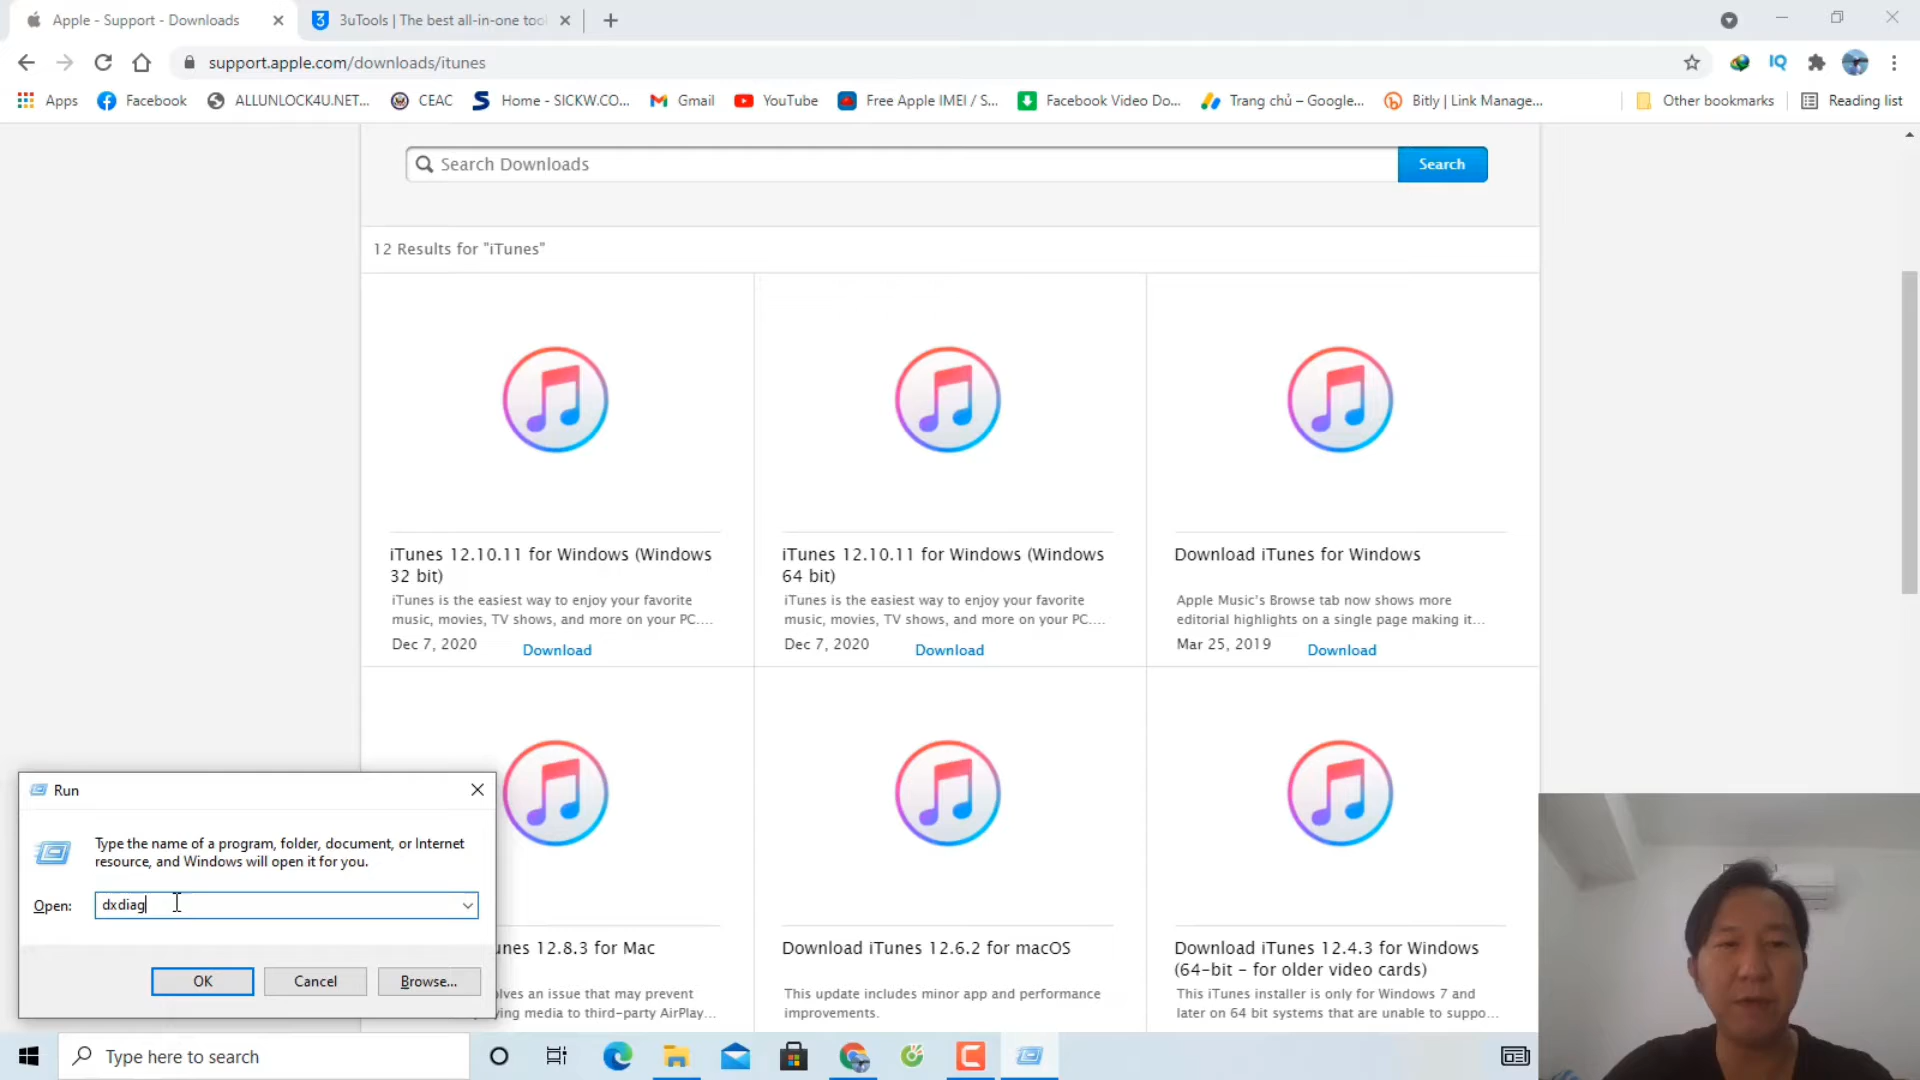 Apple - Support - Downloads
3uTools | The best all-in-one tool
support.apple.com/downloads/itunes
IQ
Apps
Facebook
ALLUNLOCK4U.NET...
CEAC
Home - SICKW.CO...
Gmail
YouTube
Free Apple IMEI / S...
Facebook Video Do...
Trang chủ – Google...
Bitly | Link Manage...
Other bookmarks
Reading list
Search Downloads
Search
12 Results for "iTunes"
iTunes 12.10.11 for Windows (Windows
32 bit)
iTunes is the easiest way to enjoy your favorite
music, movies, TV shows, and more on your PC....
Dec 7, 2020
Download
iTunes 12.10.11 for Windows (Windows
64 bit)
iTunes is the easiest way to enjoy your favorite
music, movies, TV shows, and more on your PC....
Dec 7, 2020
Download
Download iTunes for Windows
Apple Music's Browse tab now shows more
editorial highlights on a single page making it...
Mar 25, 2019
Download
unes 12.8.3 for Mac
lves an issue that may prevent
ying media to third-party AirPlay...
Download iTunes 12.6.2 for macOS
This update includes minor app and performance
improvements.
Download iTunes 12.4.3 for Windows
(64-bit - for older video cards)
This iTunes installer is only for Windows 7 and
later on 64 bit systems that are unable to suppo...
Run
Type the name of a program, folder, document, or Internet
resource, and Windows will open it for you.
Open:
dxdiag
OK
Cancel
Browse...
Type here to search